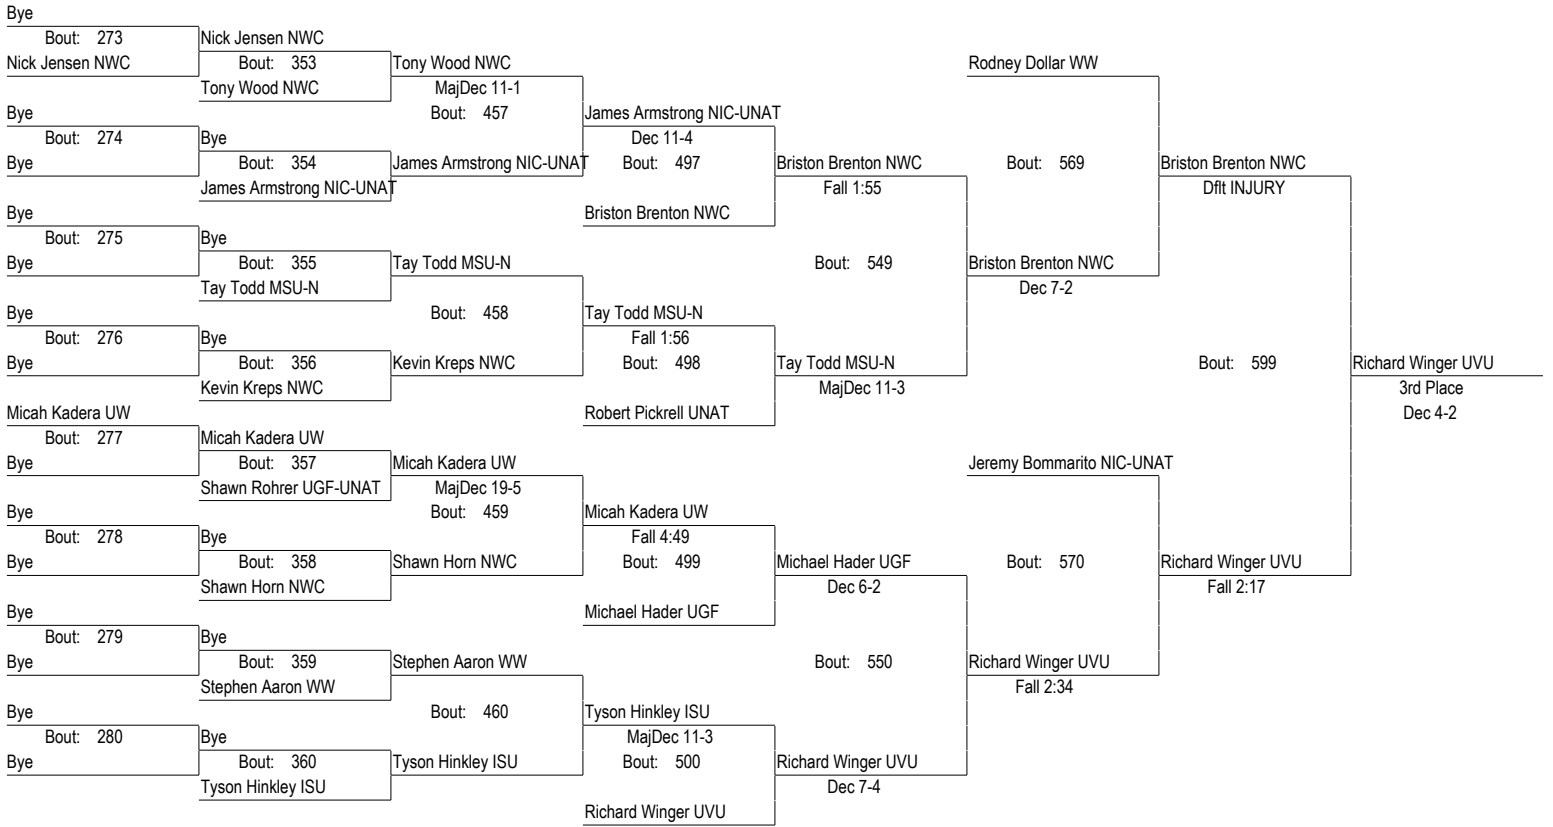 Bye
Bout: 273 Nick Jensen NWC
Nick Jensen NWC Bout: 353 Tony Wood NWC Rodney Dollar WW
Tony Wood NWC MajDec 11-1
Bye Bout: 457 James Armstrong NIC-UNAT
Bout: 274 Bye Dec 11-4
Bye Bout: 354 James Armstrong NIC-UNAT Bout: 497 Briston Brenton NWC Bout: 569 Briston Brenton NWC
James Armstrong NIC-UNAT Fall 1:55 Dflt INJURY
Bye Briston Brenton NWC
Bout: 275 Bye
Bye Bout: 355 Tay Todd MSU-N Bout: 549 Briston Brenton NWC
Tay Todd MSU-N Dec 7-2
Bye Bout: 458 Tay Todd MSU-N
Bout: 276 Bye Fall 1:56
Bye Bout: 356 Kevin Kreps NWC Bout: 498 Tay Todd MSU-N Bout: 599 Richard Winger UVU
Kevin Kreps NWC MajDec 11-3 3rd Place
Micah Kadera UW Robert Pickrell UNAT Dec 4-2
Bout: 277 Micah Kadera UW
Bye Bout: 357 Micah Kadera UW Jeremy Bommarito NIC-UNAT
Shawn Rohrer UGF-UNAT MajDec 19-5
Bye Bout: 459 Micah Kadera UW
Bout: 278 Bye Fall 4:49
Bye Bout: 358 Shawn Horn NWC Bout: 499 Michael Hader UGF Bout: 570 Richard Winger UVU
Shawn Horn NWC Dec 6-2 Fall 2:17
Bye Michael Hader UGF
Bout: 279 Bye
Bye Bout: 359 Stephen Aaron WW Bout: 550 Richard Winger UVU
Stephen Aaron WW Fall 2:34
Bye Bout: 460 Tyson Hinkley ISU
Bout: 280 Bye MajDec 11-3
Bye Bout: 360 Tyson Hinkley ISU Bout: 500 Richard Winger UVU
Tyson Hinkley ISU Dec 7-4
Richard Winger UVU